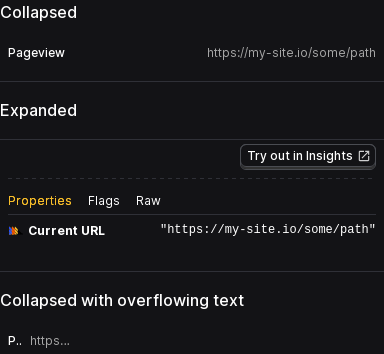 Collapsed
Pageview https://my-site.io/some/path
Expanded
Try out in Insights
Properties Flags Raw
Current URL "https://my-site.io/some/path"
Collapsed with overflowing text
P.. https...